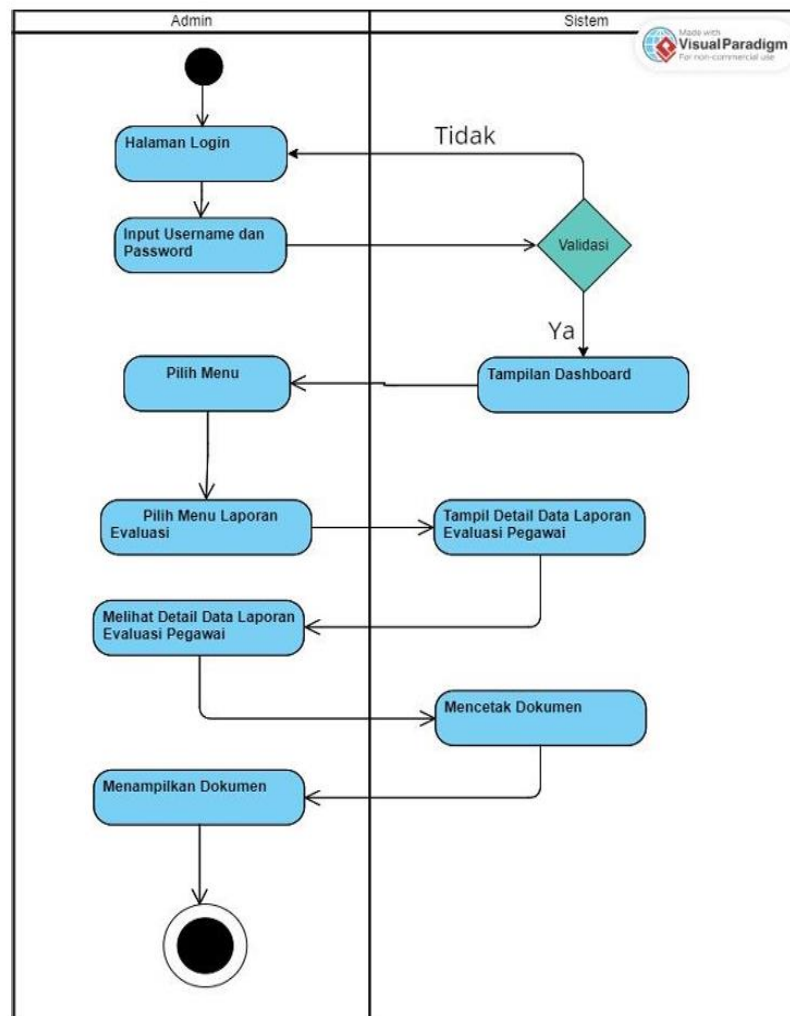 Admin
Sistem
Made with
Visual Paradigm
For non-commercial use
Halaman Login
Tidak
Input Username dan
Password
Validasi
Ya
Pilih Menu
Tampilan Dashboard
Pilih Menu Laporan
Evaluasi
Tampil Detail Data Laporan
Evaluasi Pegawai
Melihat Detail Data Laporan
Evaluasi Pegawai
Mencetak Dokumen
Menampilkan Dokumen